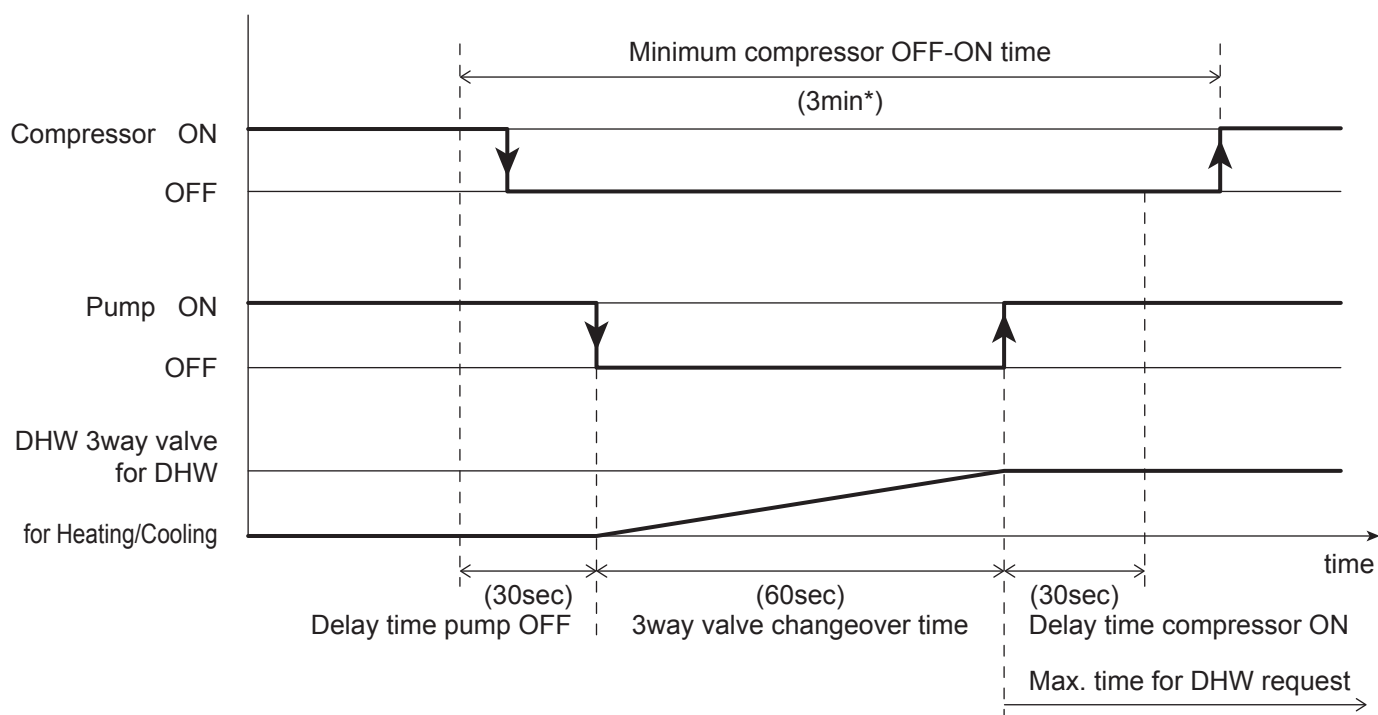 Minimum compressor OFF-ON time
(3min*)
Compressor ON
OFF
Pump ON
OFF
DHW 3way valve
for DHW
for Heating/Cooling
time
(30sec)
Delay time pump OFF
(60sec)
3way valve changeover time
(30sec)
Delay time compressor ON
Max. time for DHW request